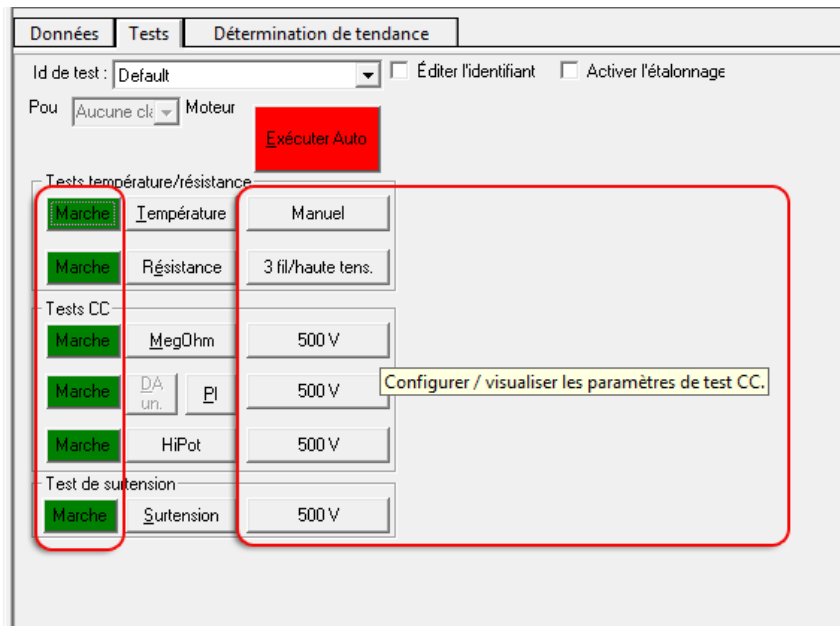 Données Tests Détermination de tendance
Id de test : Default Éditer l'identifiant Activer l'étalonnage
Pou Aucune cla Moteur
Exécuter Auto
Tests température/résistance
Marche Température Manuel
Marche Résistance 3 fil/haute tens.
Tests CC
Marche MegOhm 500 V
Marche DA un. PI 500 V
Configurer / visualiser les paramètres de test CC.
Marche HiPot 500 V
Test de surtension
Marche Surtension 500 V